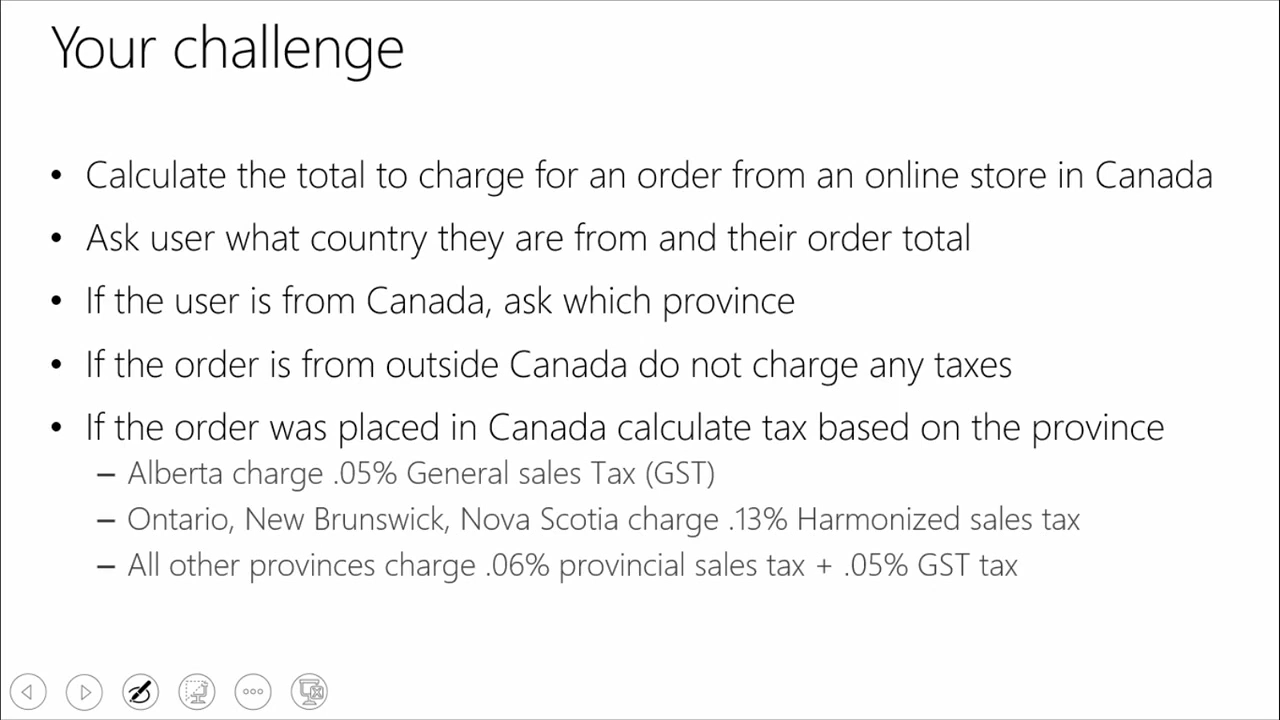 Your challenge
• Calculate the total to charge for an order from an online store in Canada
• Ask user what country they are from and their order total
• If the user is from Canada, ask which province
• If the order is from outside Canada do not charge any taxes
• If the order was placed in Canada calculate tax based on the province
– Alberta charge .05% General sales Tax (GST)
– Ontario, New Brunswick, Nova Scotia charge .13% Harmonized sales tax
– All other provinces charge .06% provincial sales tax + .05% GST tax